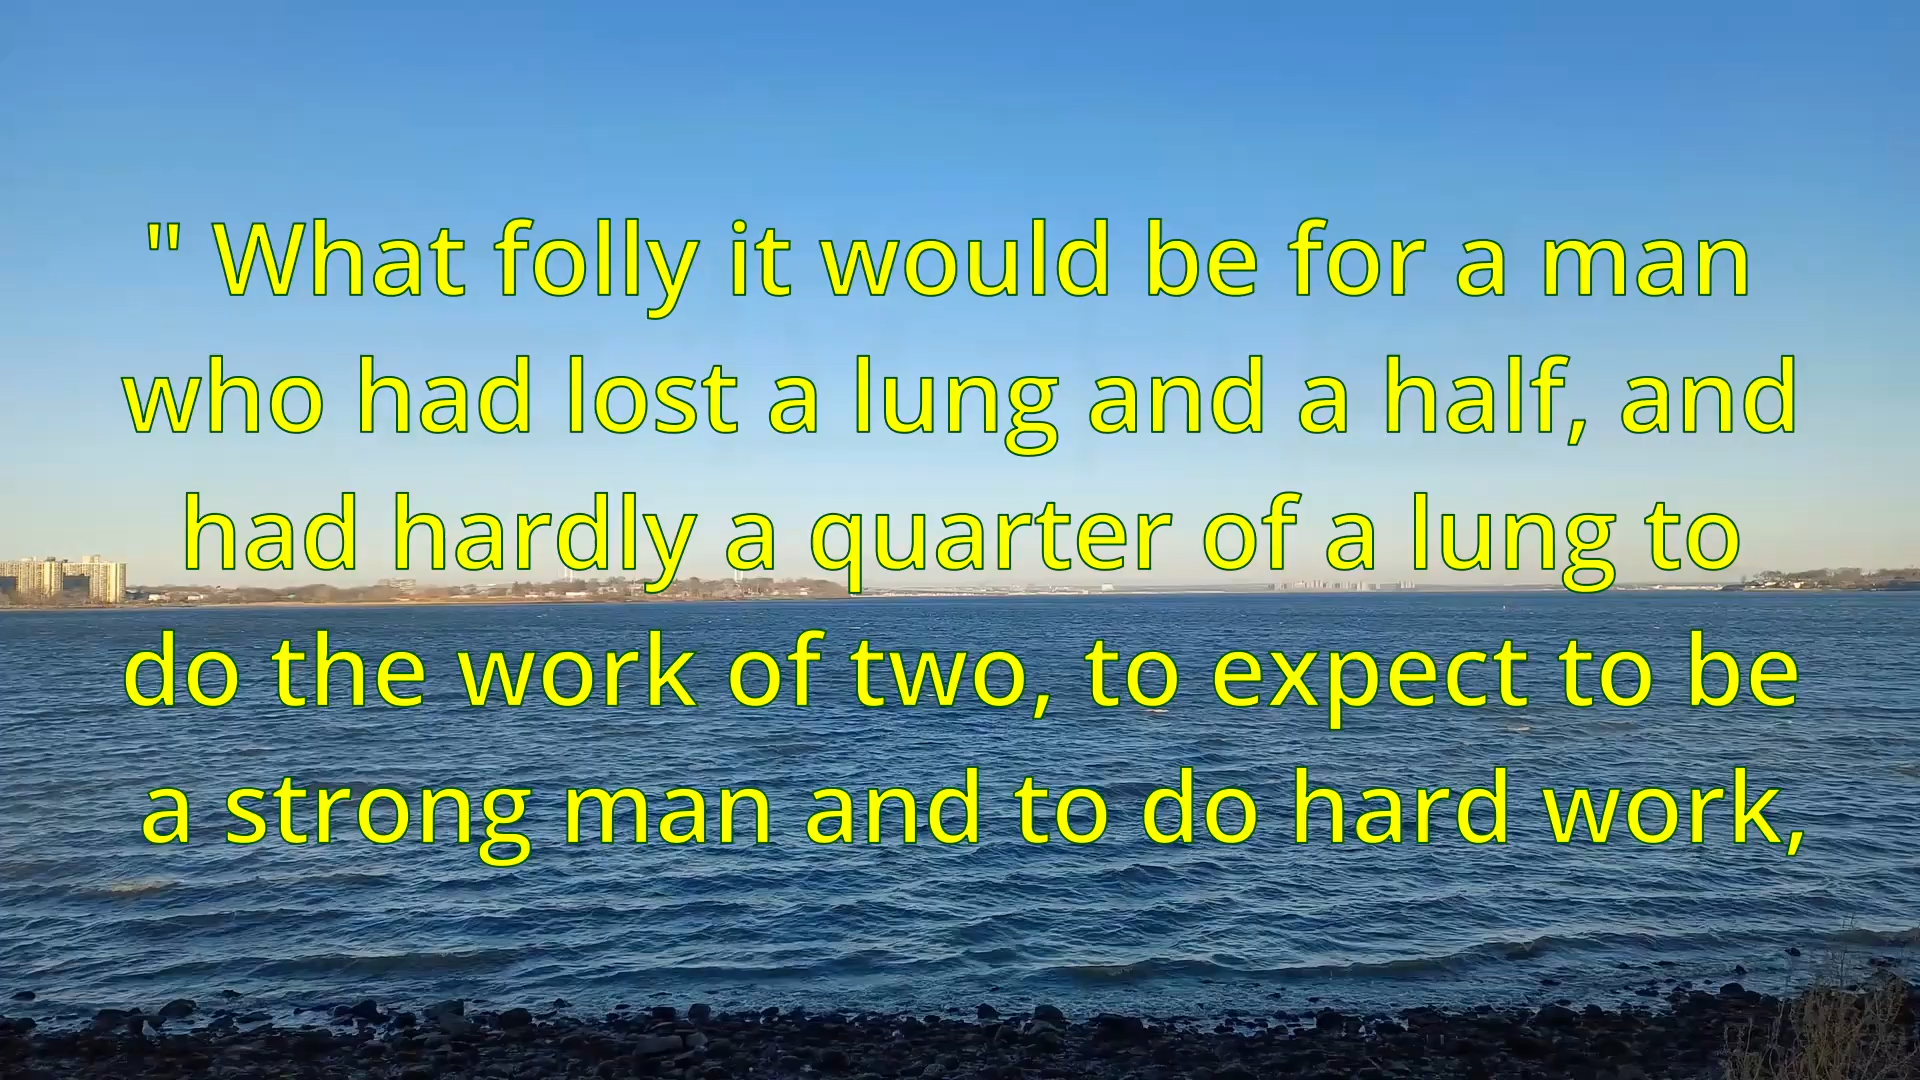 " What folly it would be for a man
who had lost a lung and a half, and
had hardly a quarter of a lung to
do the work of two, to expect to be
a strong man and to do hard work,